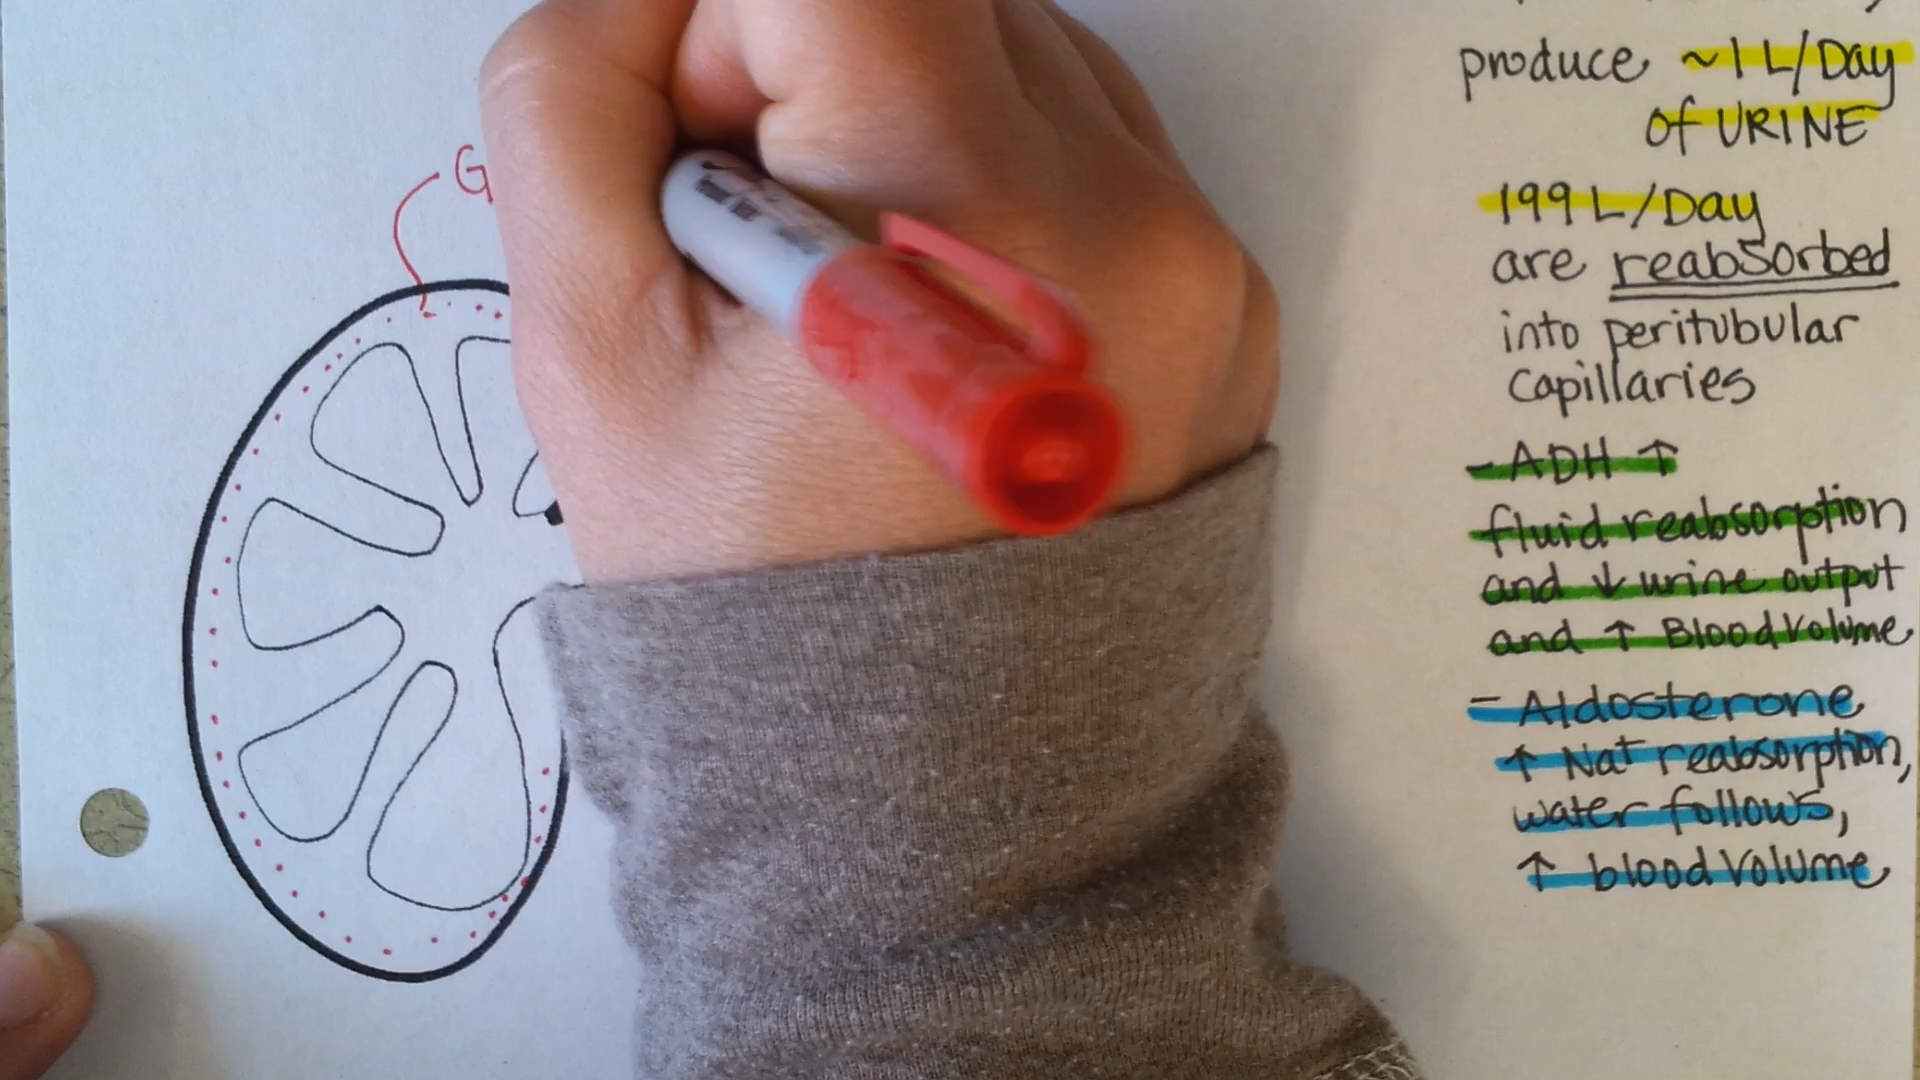 G
produce ~1 L/Day
of URINE
199 L/Day
are reabsorbed
into peritubular
capillaries
- ADH ↑
fluid reabsorption
and ↓ urine output
and ↑ Blood Volume
- Aldosterone
↑ Na+ reabsorption,
water follows,
↑ blood Volume